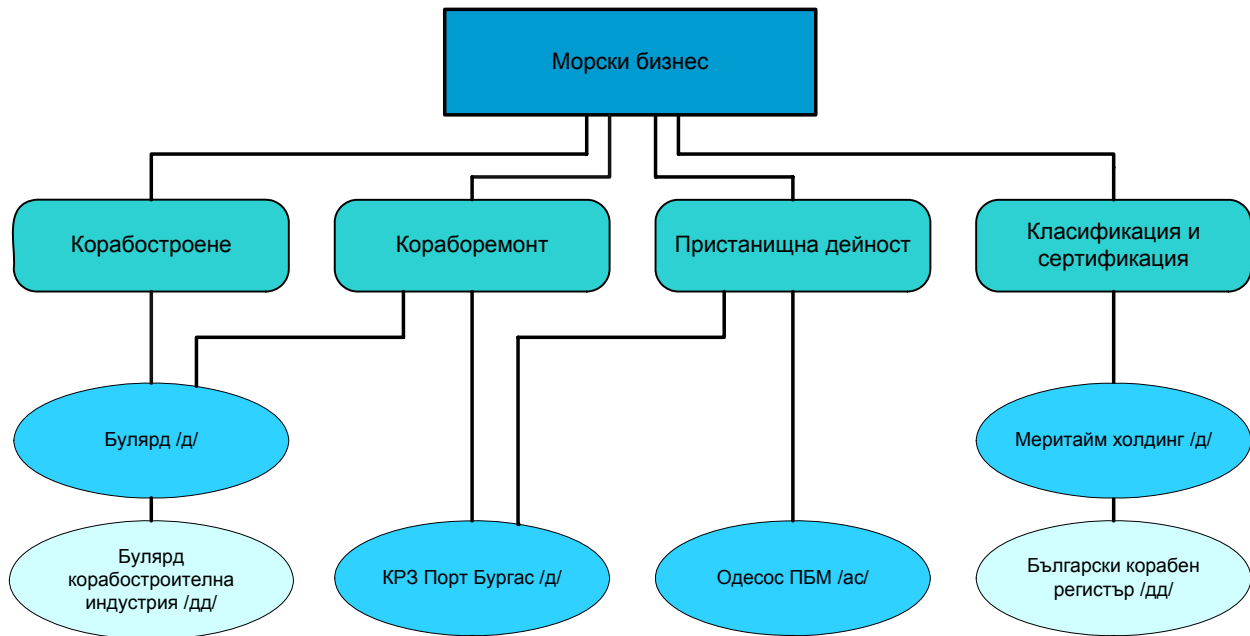 Морски бизнес
Корабостроене
Кораборемонт
Пристанищна дейност
Класификация и
сертификация
Булярд /д/
Меритайм холдинг /д/
Булярд
корабостроителна
индустрия /дд/
КРЗ Порт Бургас /д/
Одесос ПБМ /ас/
Български корабен
регистър /дд/